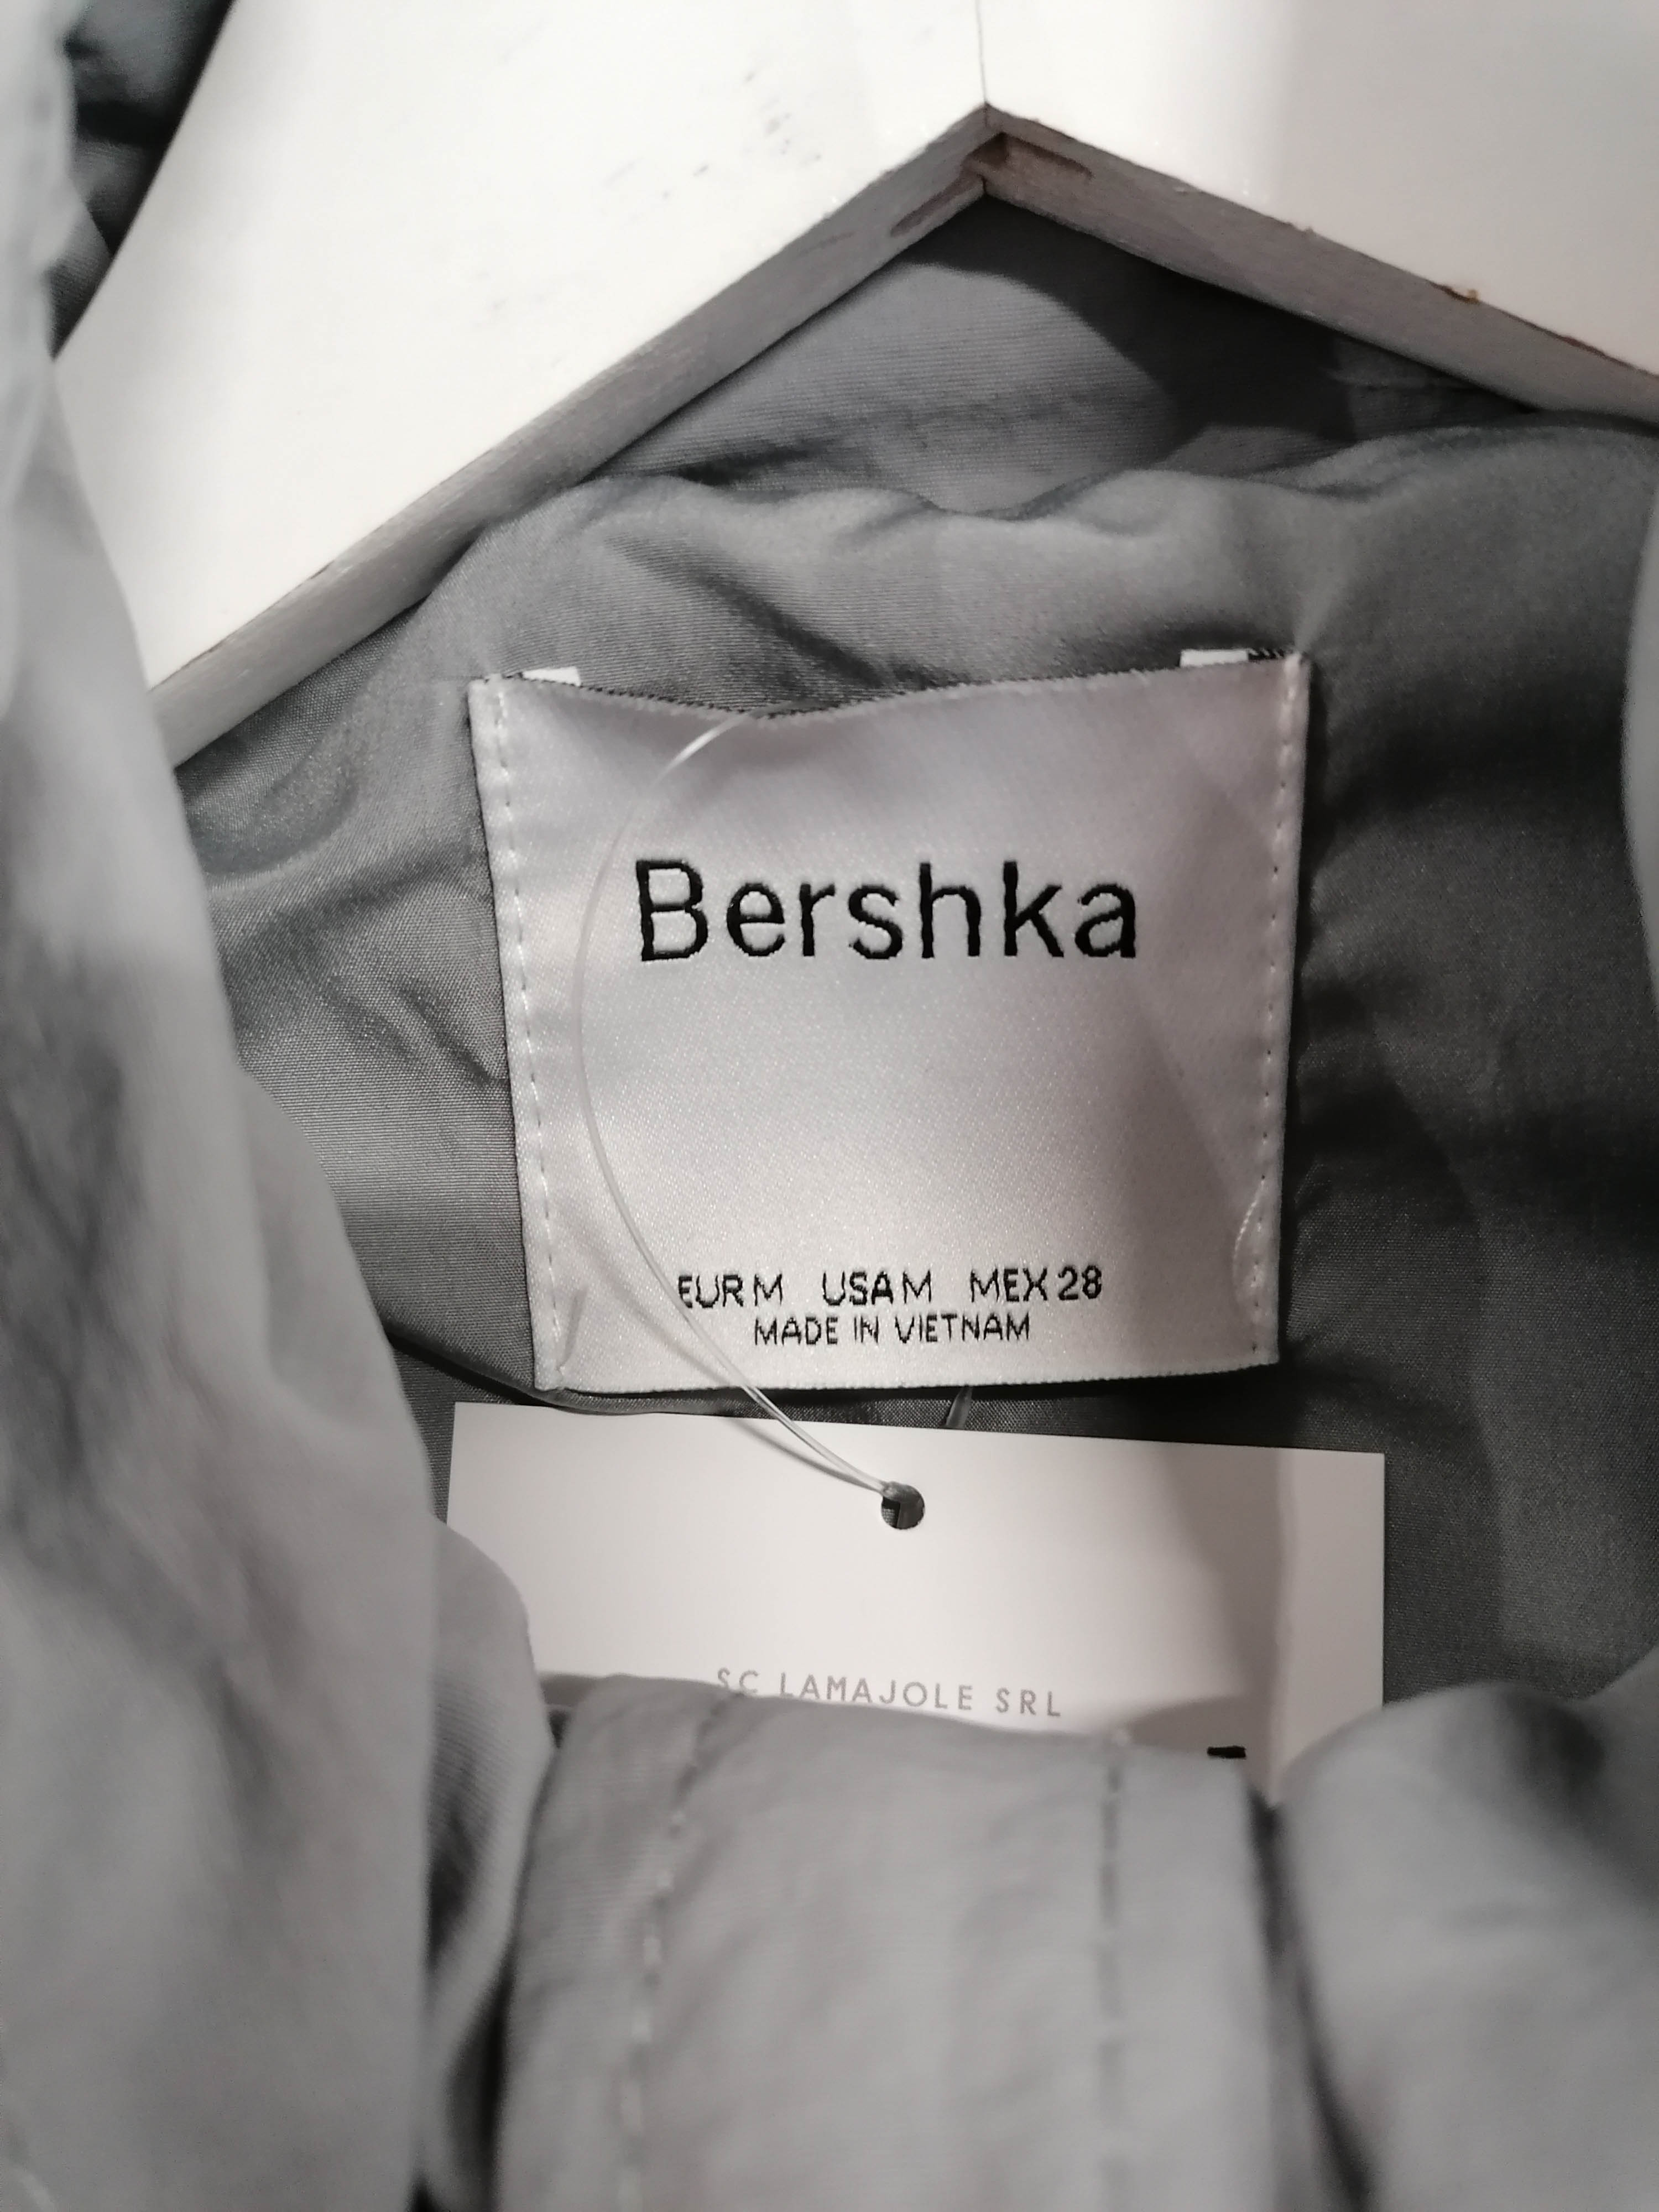 Bershka
EUR M USA M MEX 28
MADE IN VIETNAM
SC LAMAJOLE SRL